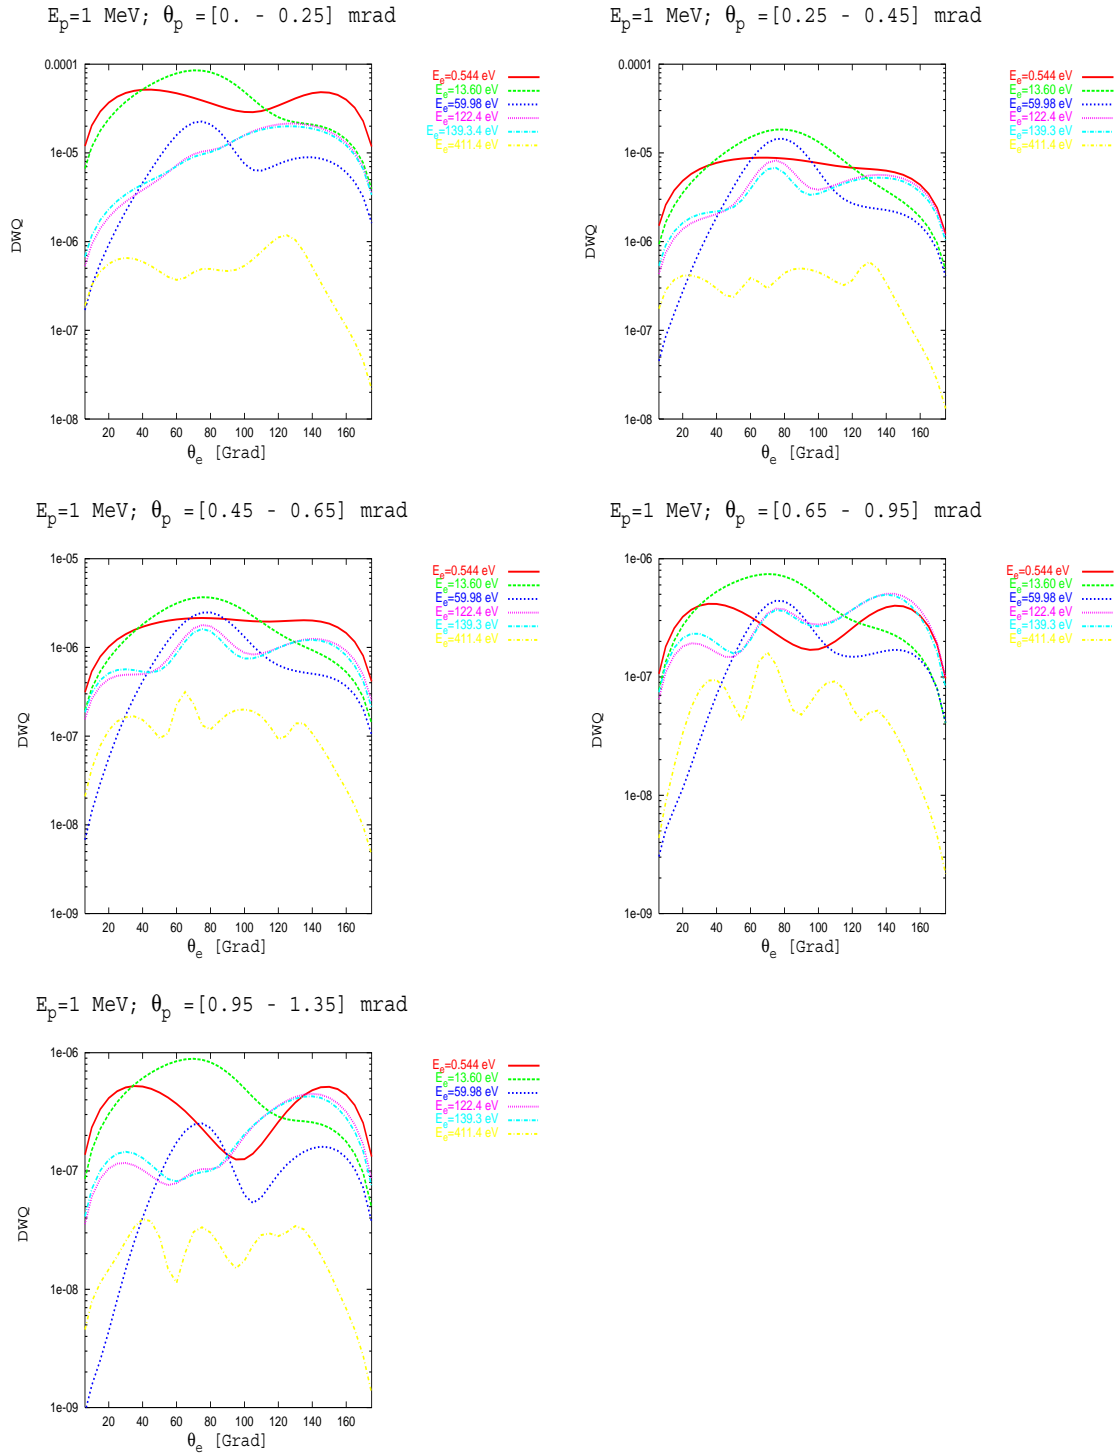 E_p=1 MeV; θ_p =[0. - 0.25] mrad
0.0001
1e-05
1e-06
1e-07
1e-08
DWQ
20 40 60 80 100 120 140 160
θ_e [Grad]
E_e=0.544 eV
E_e=13.60 eV
E_e=59.98 eV
E_e=122.4 eV
E_e=139.3.4 eV
E_e=411.4 eV
E_p=1 MeV; θ_p =[0.25 - 0.45] mrad
0.0001
1e-05
1e-06
1e-07
1e-08
DWQ
20 40 60 80 100 120 140 160
θ_e [Grad]
E_e=0.544 eV
E_e=13.60 eV
E_e=59.98 eV
E_e=122.4 eV
E_e=139.3 eV
E_e=411.4 eV
E_p=1 MeV; θ_p =[0.45 - 0.65] mrad
1e-05
1e-06
1e-07
1e-08
1e-09
DWQ
20 40 60 80 100 120 140 160
θ_e [Grad]
E_e=0.544 eV
E_e=13.60 eV
E_e=59.98 eV
E_e=122.4 eV
E_e=139.3 eV
E_e=411.4 eV
E_p=1 MeV; θ_p =[0.65 - 0.95] mrad
1e-06
1e-07
1e-08
1e-09
DWQ
20 40 60 80 100 120 140 160
θ_e [Grad]
E_e=0.544 eV
E_e=13.60 eV
E_e=59.98 eV
E_e=122.4 eV
E_e=139.3 eV
E_e=411.4 eV
E_p=1 MeV; θ_p =[0.95 - 1.35] mrad
1e-06
1e-07
1e-08
1e-09
DWQ
20 40 60 80 100 120 140 160
θ_e [Grad]
E_e=0.544 eV
E_e=13.60 eV
E_e=59.98 eV
E_e=122.4 eV
E_e=139.3 eV
E_e=411.4 eV